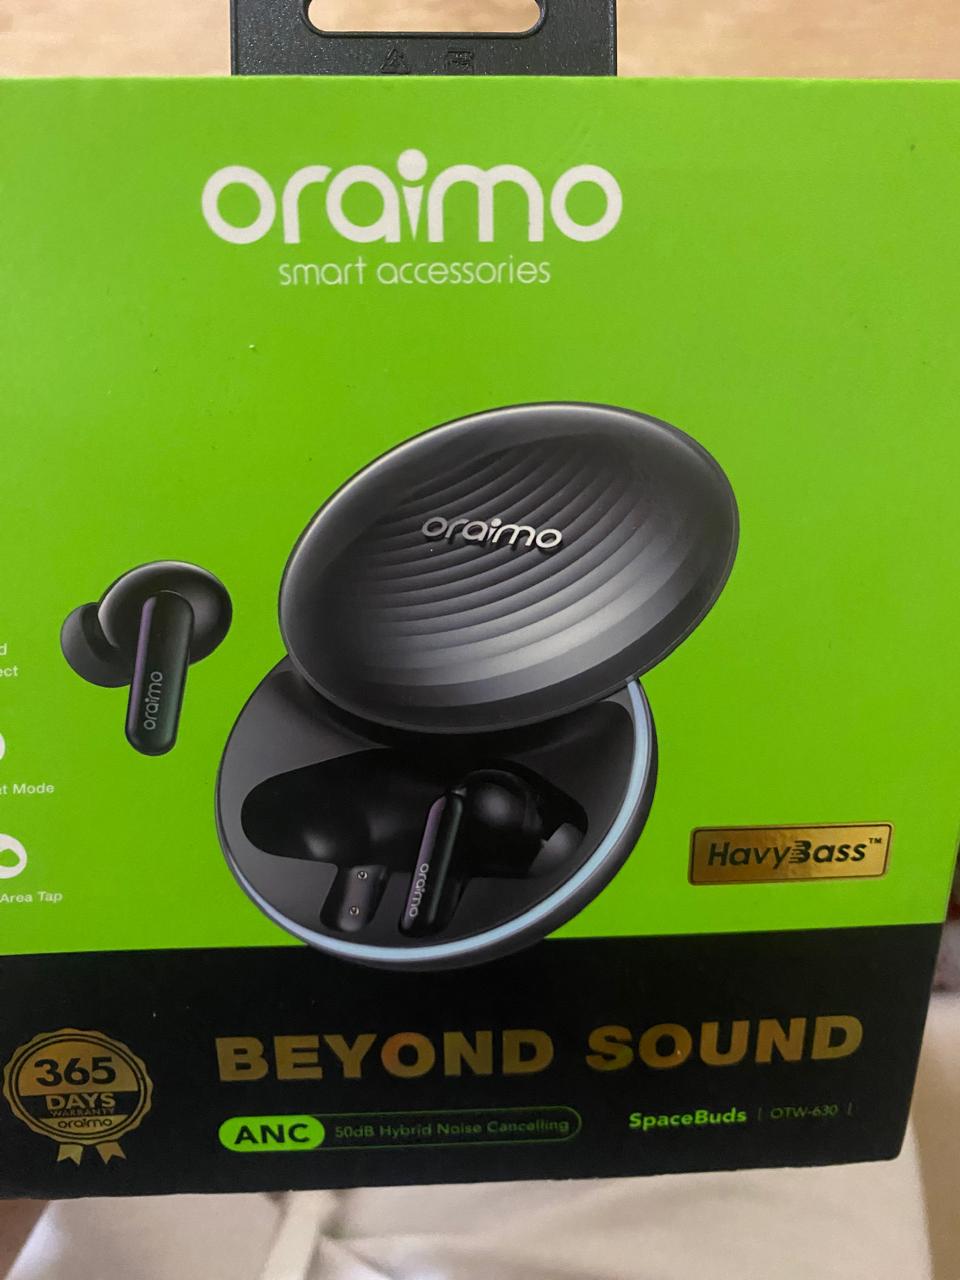 oraimo
smart accessories
oraimo
oraimo
oraimo
Mode
Area Tap
HavyBass™
365
DAYS
WARRANTY
oraimo
BEYOND SOUND
ANC 50dB Hybrid Noise Cancelling
SpaceBuds | OTW-630 |